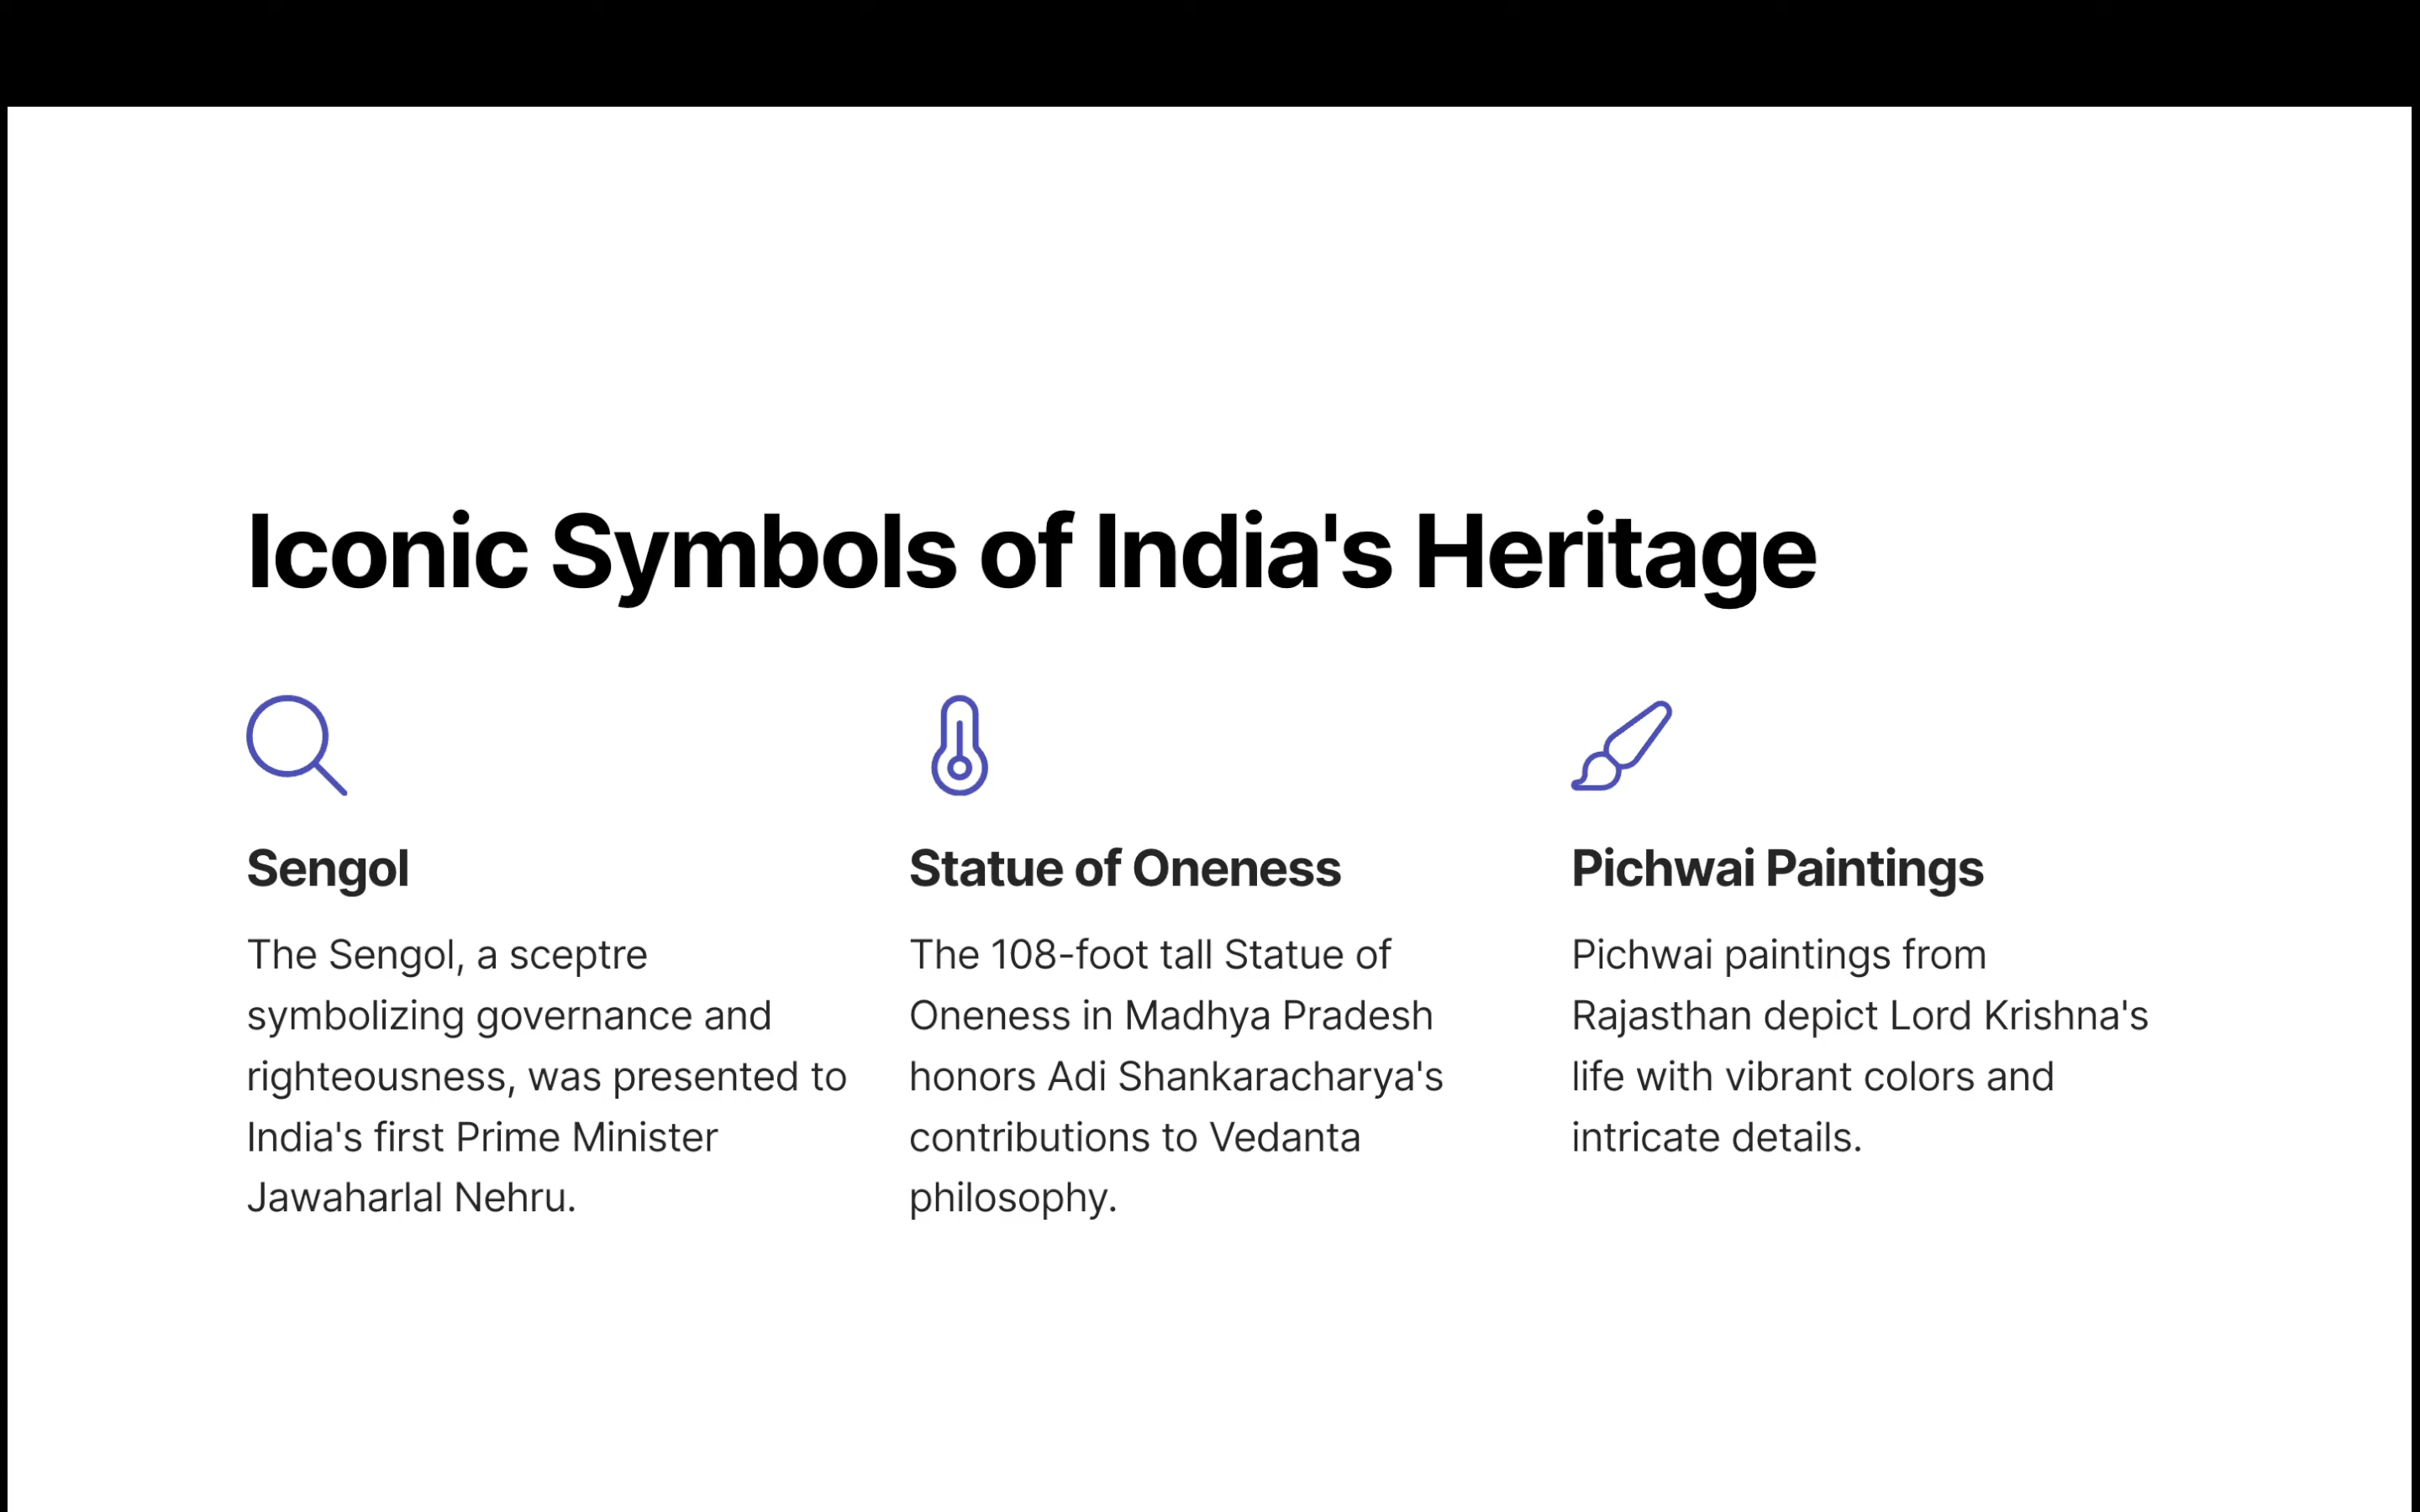 Iconic Symbols of India's Heritage
Sengol
The Sengol, a sceptre
symbolizing governance and
righteousness, was presented to
India's first Prime Minister
Jawaharlal Nehru.
Statue of Oneness
The 108-foot tall Statue of
Oneness in Madhya Pradesh
honors Adi Shankaracharya's
contributions to Vedanta
philosophy.
Pichwai Paintings
Pichwai paintings from
Rajasthan depict Lord Krishna's
life with vibrant colors and
intricate details.